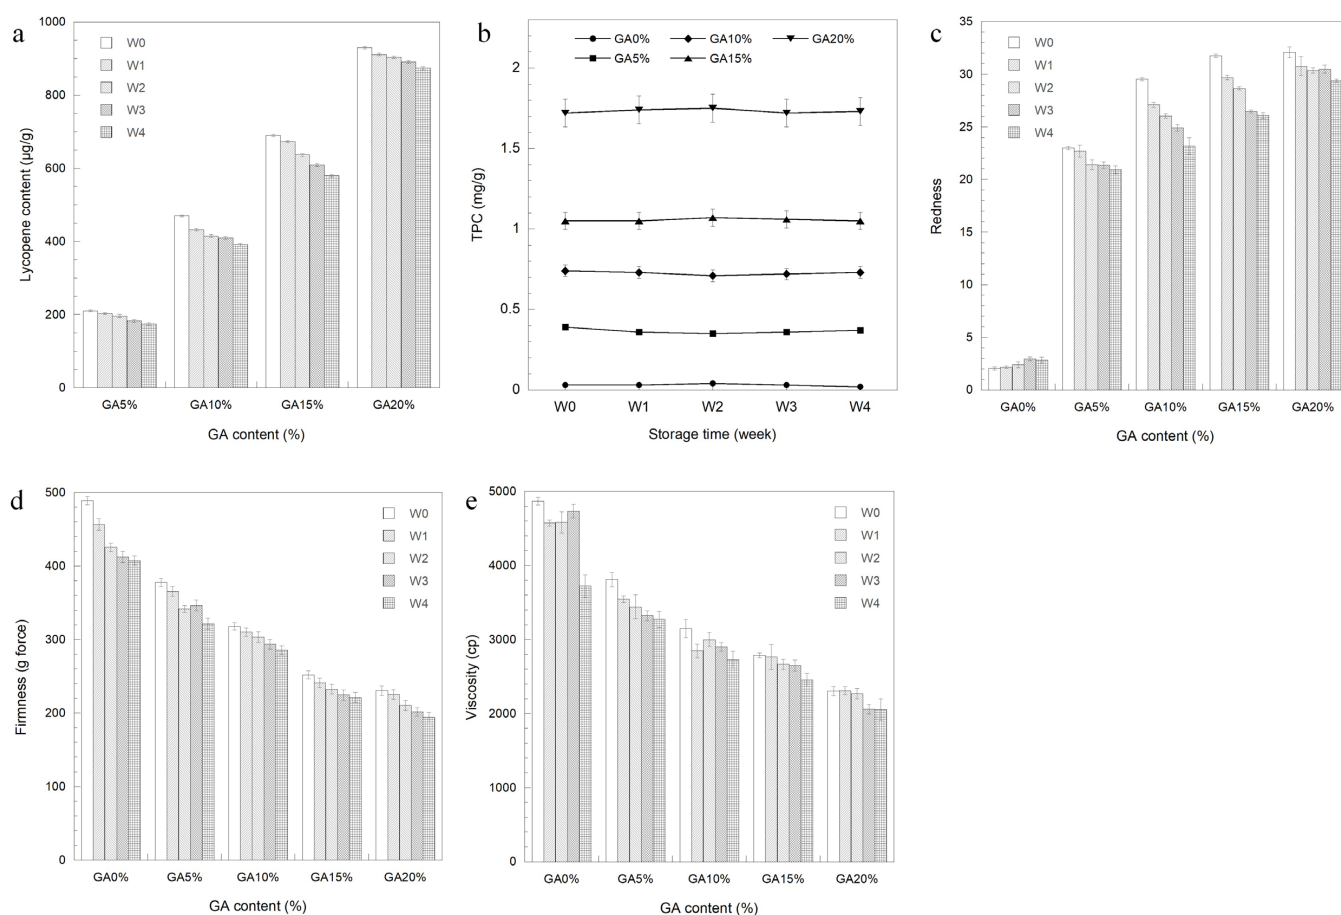 a
W0
W1
W2
W3
W4
1000
800
600
400
200
0
Lycopene content (µg/g)
GA5% GA10% GA15% GA20%
GA content (%)
b
GA0% GA10% GA20%
GA5% GA15%
2
1.5
1
0.5
0
TPC (mg/g)
W0 W1 W2 W3 W4
Storage time (week)
c
W0
W1
W2
W3
W4
35
30
25
20
15
10
5
0
Redness
GA0% GA5% GA10% GA15% GA20%
GA content (%)
d
W0
W1
W2
W3
W4
500
400
300
200
100
0
Firmness (g force)
GA0% GA5% GA10% GA15% GA20%
GA content (%)
e
W0
W1
W2
W3
W4
5000
4000
3000
2000
1000
0
Viscosity (cp)
GA0% GA5% GA10% GA15% GA20%
GA content (%)